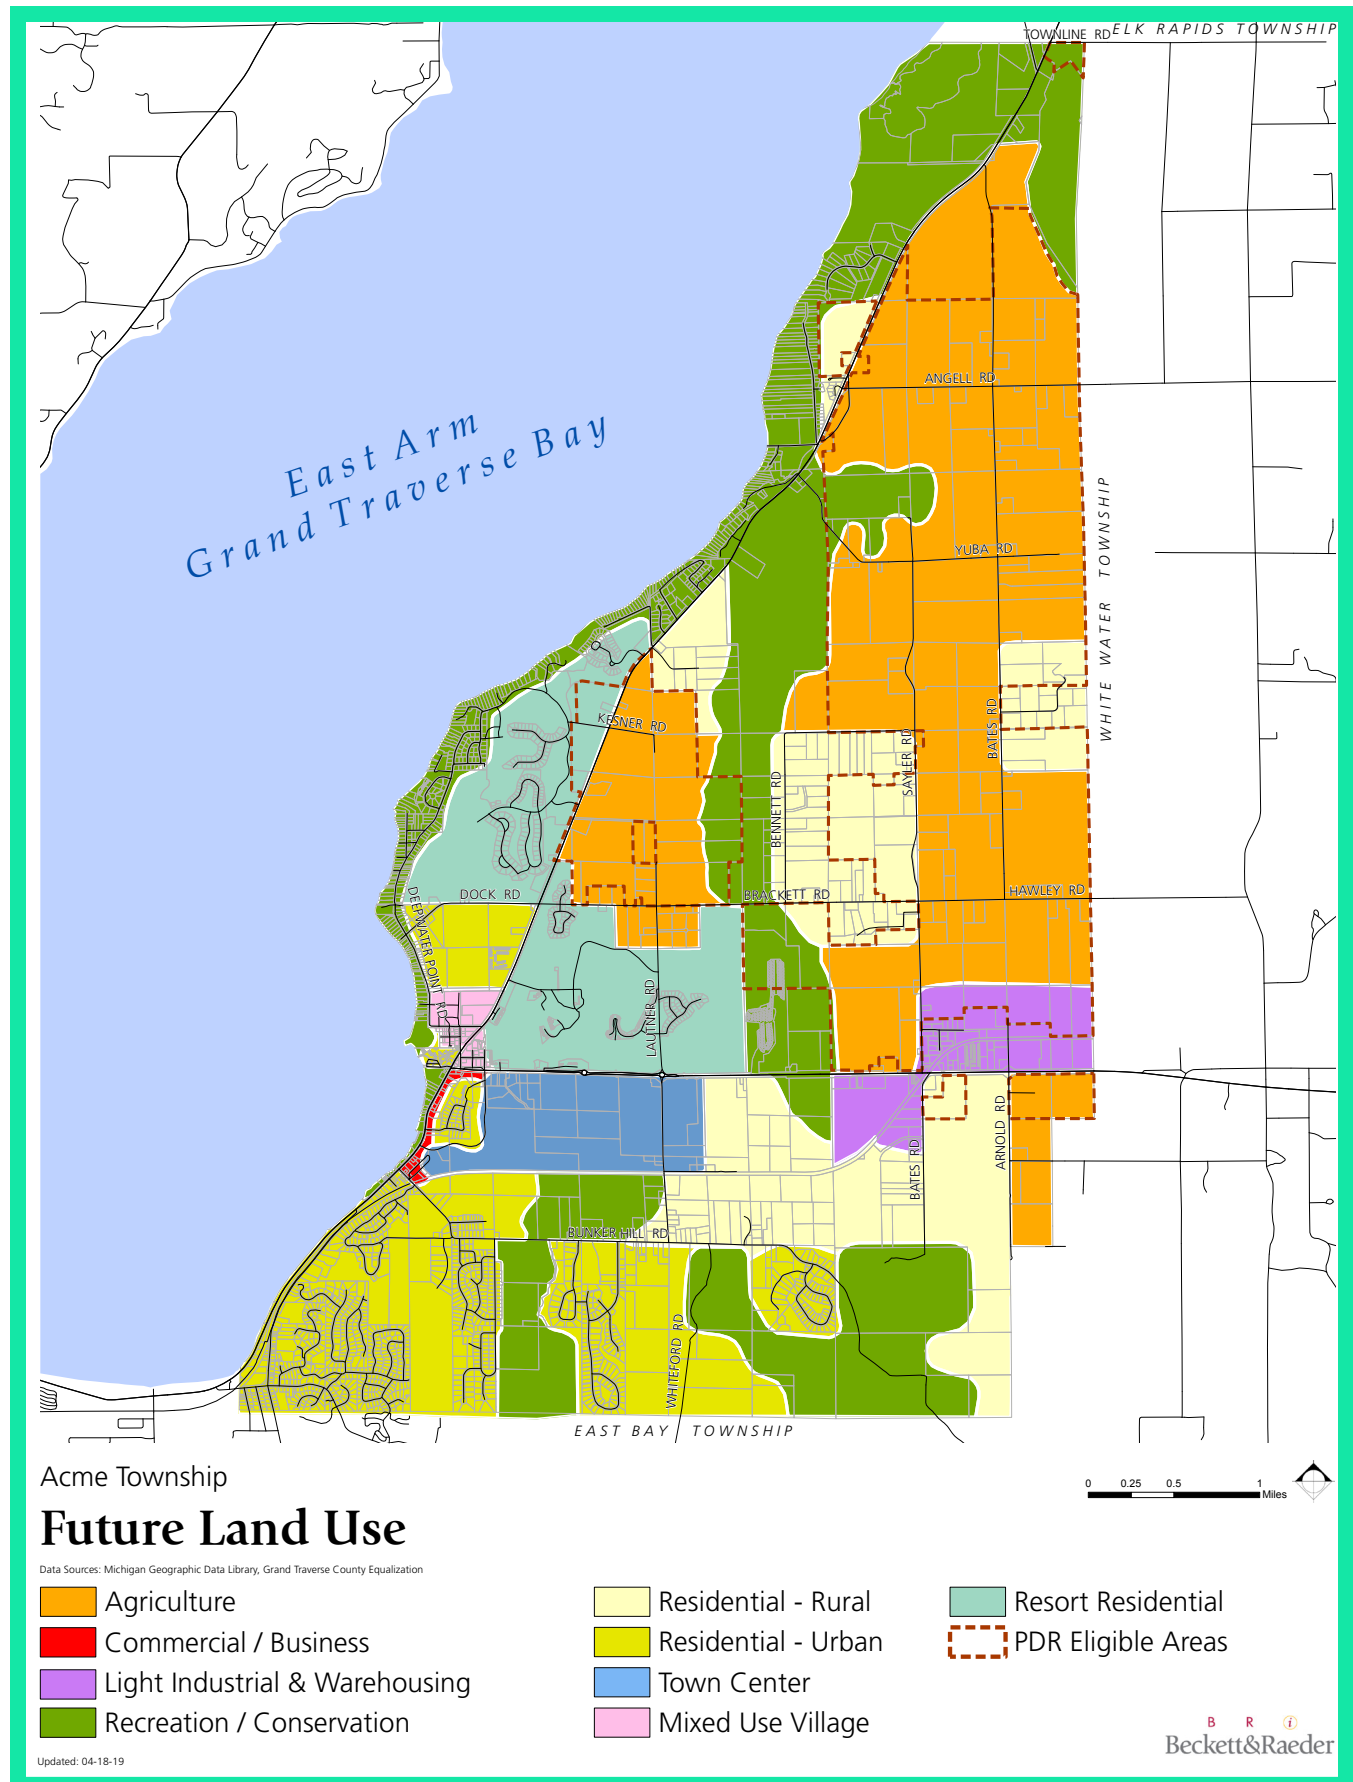 TOWNLINE RD
ELK RAPIDS TOWNSHIP
ANGELL RD
East Arm
Grand Traverse Bay
YUBA RD
WHITE WATER TOWNSHIP
KESNER RD
BATES RD
SAYLER RD
BENNETT RD
DOCK RD
BRACKETT RD
HAWLEY RD
DEEPWATER POINT RD
LAUTNER RD
ARNOLD RD
BATES RD
BUNKER HILL RD
WHITEFORD RD
EAST BAY TOWNSHIP
Acme Township
Future Land Use
0 0.25 0.5 1
Miles
Data Sources: Michigan Geographic Data Library, Grand Traverse County Equalization
Agriculture
Commercial / Business
Light Industrial & Warehousing
Recreation / Conservation
Residential - Rural
Residential - Urban
Town Center
Mixed Use Village
Resort Residential
PDR Eligible Areas
B R i
Beckett&Raeder
Updated: 04-18-19